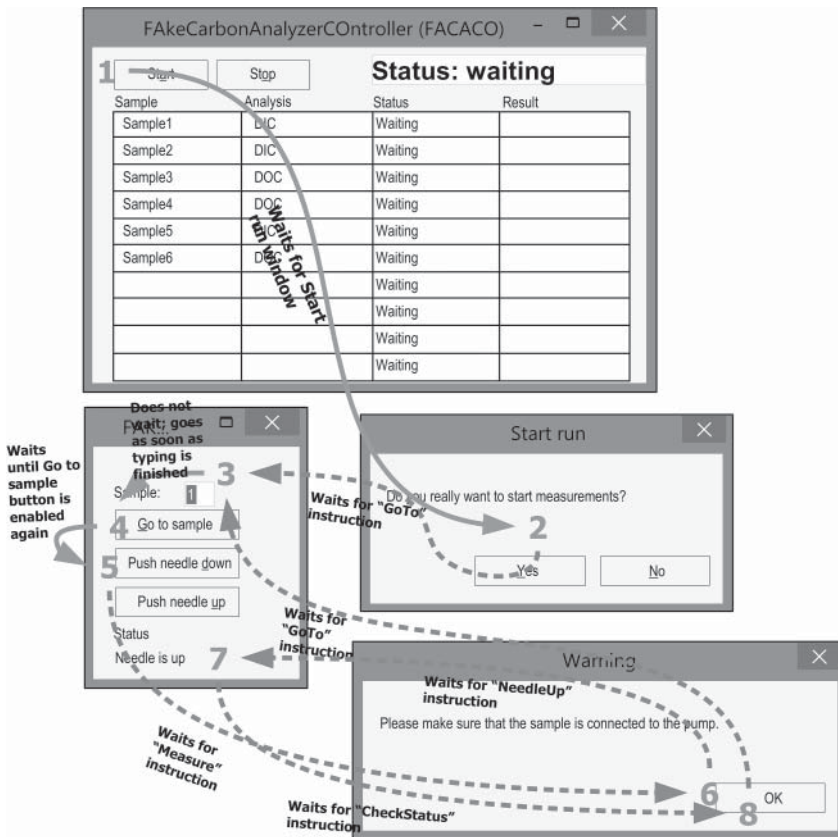 FAkeCarbonAnalyzerCOntroller (FACACO)
1 Start Stop Status: waiting
Sample Analysis Status Result
Sample1 DIC Waiting
Sample2 DIC Waiting
Sample3 DOC Waiting
Sample4 DOC Waiting
Sample5 DIC Waiting
Sample6 DOC Waiting
Waiting
Waiting
Waiting
Waiting
Waits for Start
run window
Does not
wait; goes
as soon as
typing is
finished
FAK...
3
Sample: 1
Waits
until Go to
sample
button is
enabled
again
4 Go to sample
5 Push needle down
Push needle up
Status
Needle is up 7
Start run
Do you really want to start measurements?
2
Yes No
Waits for “GoTo”
instruction
Waits for
“GoTo”
instruction
Warning
Waits for “NeedleUp”
instruction
Please make sure that the sample is connected to the pump.
Waits for
“Measure”
instruction
6 OK
8
Waits for “CheckStatus”
instruction